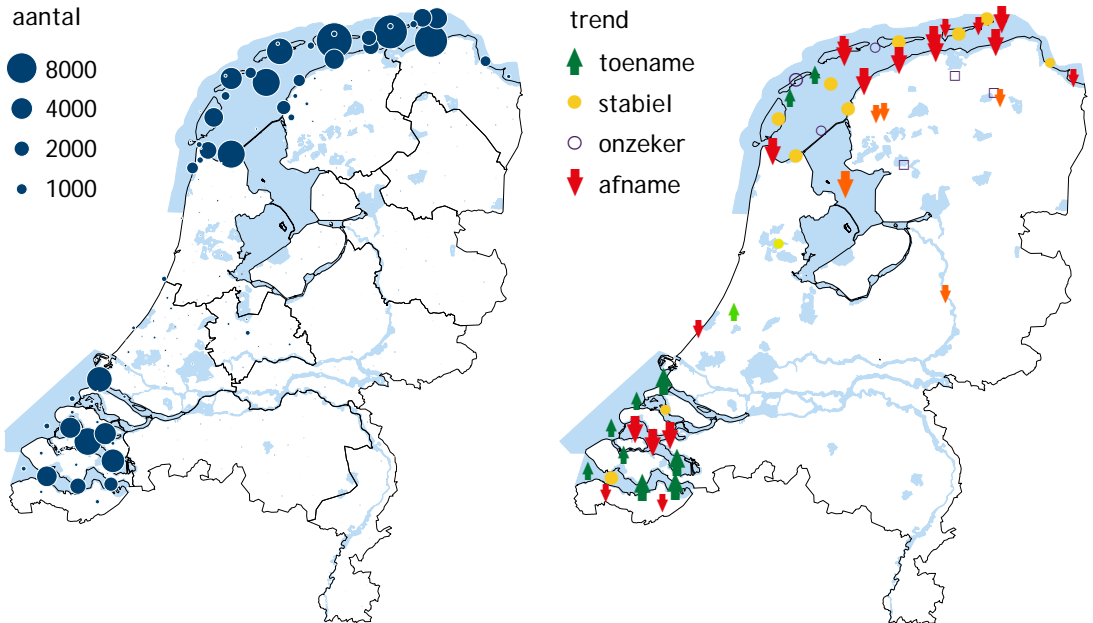 aantal
8000
4000
2000
1000
trend
toename
stabiel
onzeker
afname